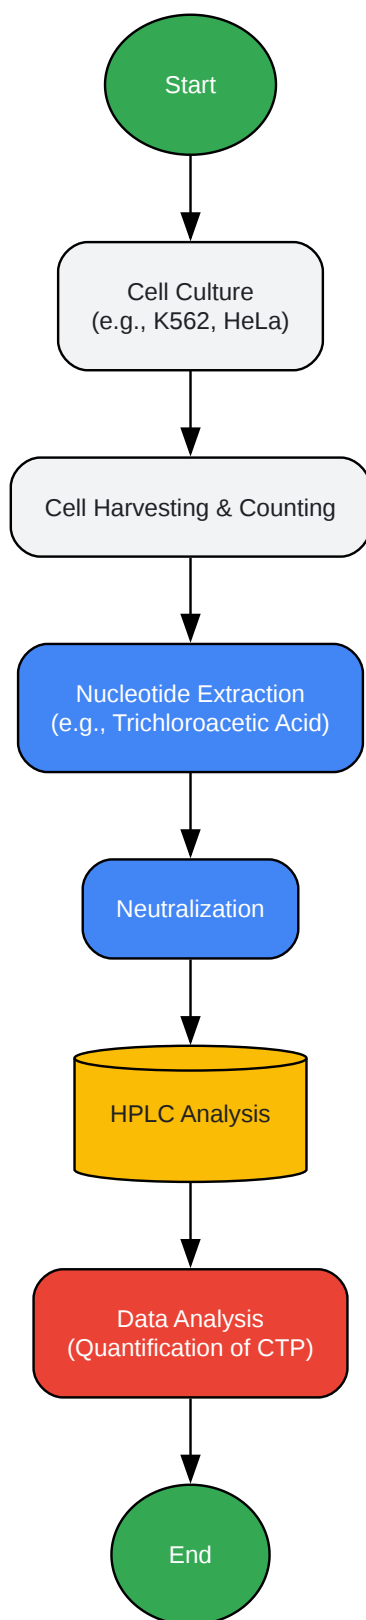 Start
Cell Culture
(e.g., K562, HeLa)
Cell Harvesting & Counting
Nucleotide Extraction
(e.g., Trichloroacetic Acid)
Neutralization
HPLC Analysis
Data Analysis
(Quantification of CTP)
End